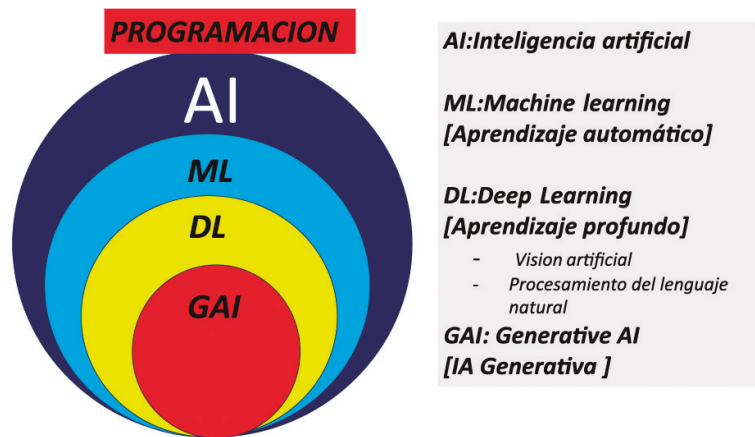 PROGRAMACION
AI
ML
DL
GAI
AI:Inteligencia artificial
ML:Machine learning
[Aprendizaje automático]
DL:Deep Learning
[Aprendizaje profundo]
- Vision artificial
- Procesamiento del lenguaje
natural
GAI: Generative AI
[IA Generativa ]